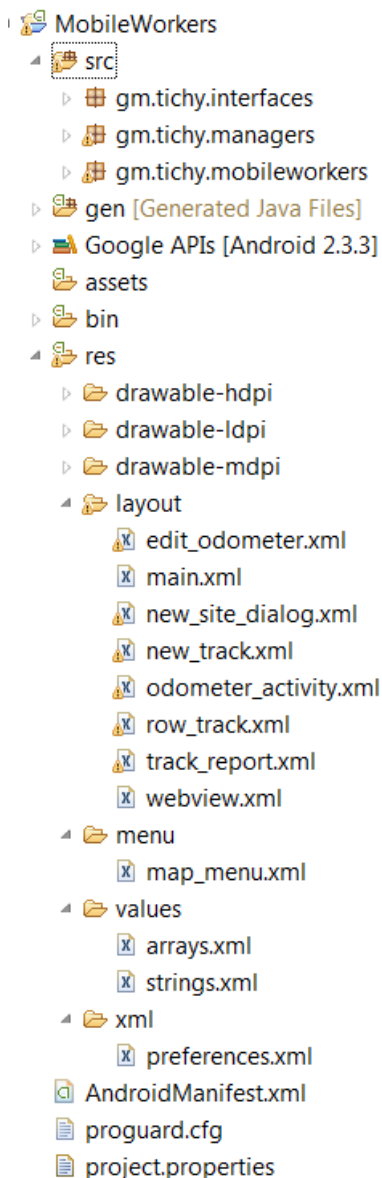 MobileWorkers
src
gm.tichy.interfaces
gm.tichy.managers
gm.tichy.mobileworkers
gen [Generated Java Files]
Google APIs [Android 2.3.3]
assets
bin
res
drawable-hdpi
drawable-ldpi
drawable-mdpi
layout
edit_odometer.xml
main.xml
new_site_dialog.xml
new_track.xml
odometer_activity.xml
row_track.xml
track_report.xml
webview.xml
menu
map_menu.xml
values
arrays.xml
strings.xml
xml
preferences.xml
AndroidManifest.xml
proguard.cfg
project.properties